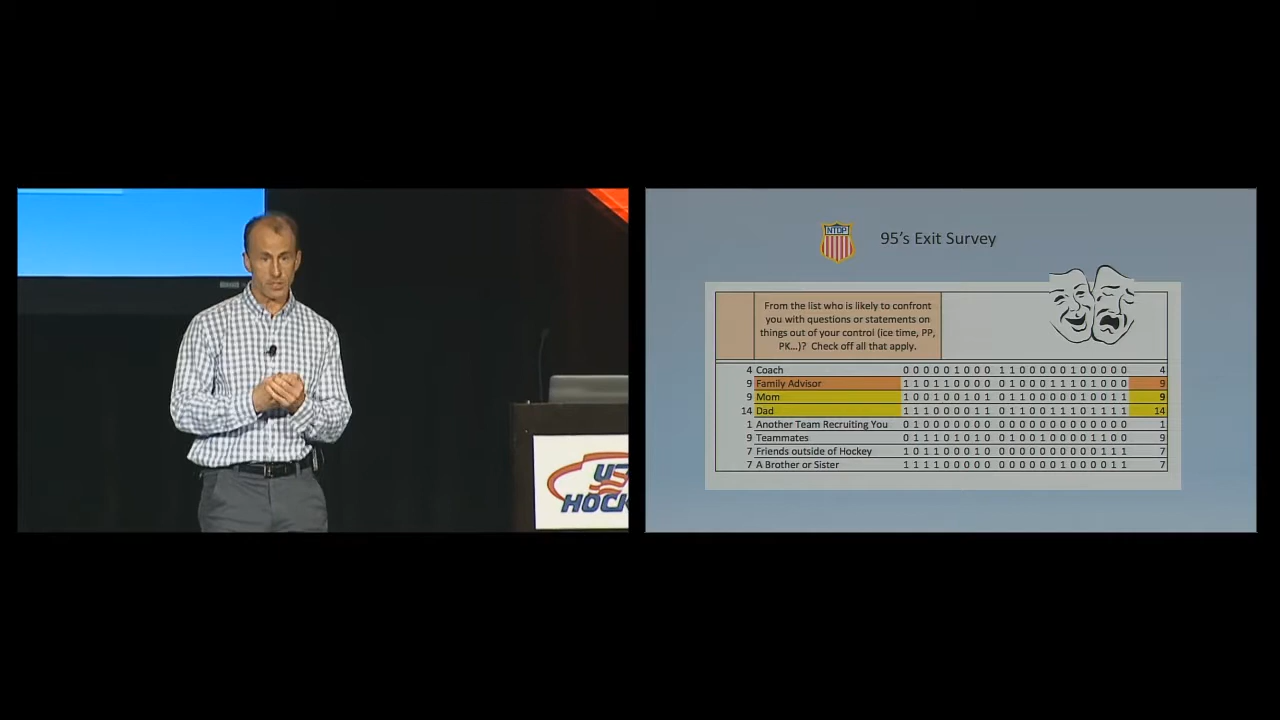 NTDP
95's Exit Survey
From the list who is likely to confront
you with questions or statements on
things out of your control (ice time, PP,
PK...)? Check off all that apply.
4 Coach 0 0 0 0 0 1 0 0 0 1 1 0 0 0 0 0 1 0 0 0 0 0 4
9 Family Advisor 1 1 0 1 1 0 0 0 0 0 1 0 0 0 1 1 1 0 1 0 0 0 9
9 Mom 1 0 0 1 0 0 1 0 1 0 1 1 0 0 0 0 0 1 0 0 1 1 9
14 Dad 1 1 1 0 0 0 0 1 1 0 1 1 0 0 1 1 1 0 1 1 1 1 14
1 Another Team Recruiting You 0 1 0 0 0 0 0 0 0 0 0 0 0 0 0 0 0 0 0 0 0 0 1
9 Teammates 0 1 1 1 0 1 0 1 0 0 0 0 1 0 0 0 0 0 1 1 0 0 9
7 Friends outside of Hockey 1 0 1 0 0 0 1 0 0 0 0 0 0 0 0 0 1 0 0 1 1 1 7
7 A Brother or Sister 1 1 1 1 0 0 0 0 0 0 0 0 0 0 0 1 0 0 0 0 1 1 7
HOCK